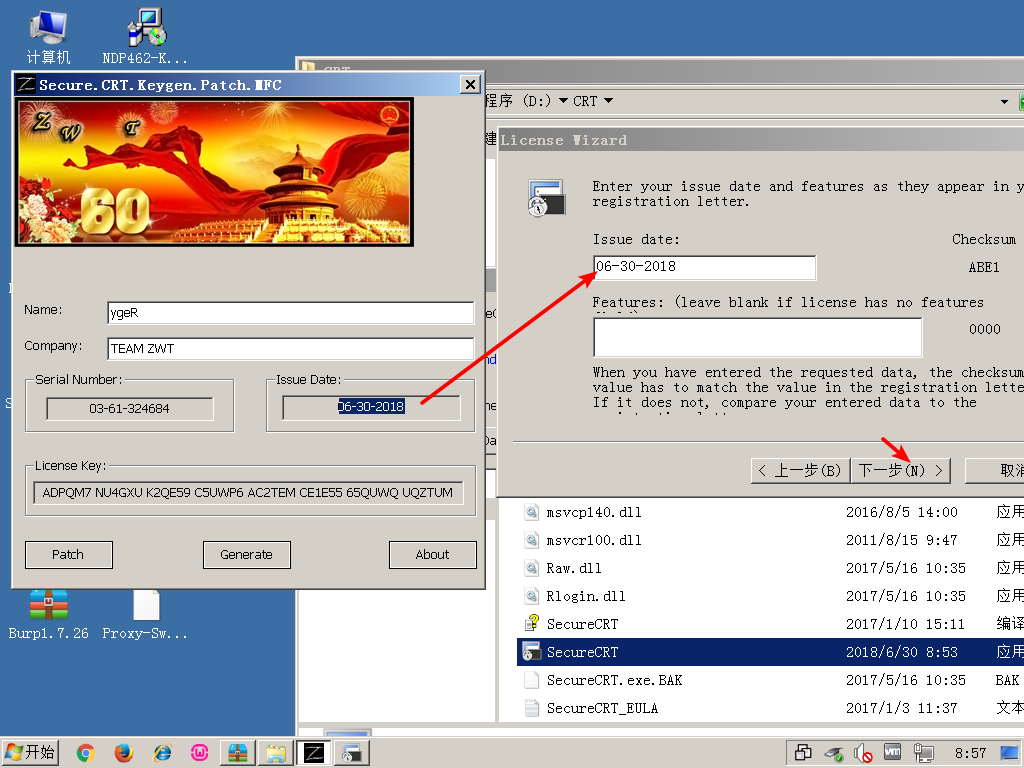 计算机
NDP462-K...
Secure.CRT.Keygen.Patch.MFC
Z W T
60
Name:
ygeR
Company:
TEAM ZWT
Serial Number:
03-61-324684
Issue Date:
06-30-2018
License Key:
ADPQM7 NU4GXU K2QE59 C5UWP6 AC2TEM CE1E55 65QUWQ UQZTUM
Patch
Generate
About
程序 (D:) CRT
License Wizard
Enter your issue date and features as they appear in y
registration letter.
Issue date:
Checksum
06-30-2018
ABE1
Features: (leave blank if license has no features
0000
When you have entered the requested data, the checksum
value has to match the value in the registration lette
If it does not, compare your entered data to the
< 上一步(B)
下一步(N) >
取消
msvcp140.dll 2016/8/5 14:00 应用
msvcr100.dll 2011/8/15 9:47 应用
Raw.dll 2017/5/16 10:35 应用
Rlogin.dll 2017/5/16 10:35 应用
SecureCRT 2017/1/10 15:11 编译
SecureCRT 2018/6/30 8:53 应用
SecureCRT.exe.BAK 2017/5/16 10:35 BAK
SecureCRT_EULA 2017/1/3 11:37 文本
Burp1.7.26
Proxy-Sw...
开始
8:57